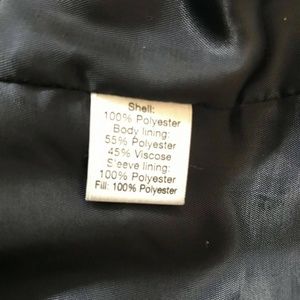 Shell:
100% Polyester
Body lining:
55% Polyester
45% Viscose
Sleeve lining:
100% Polyester
Fill: 100% Polyester